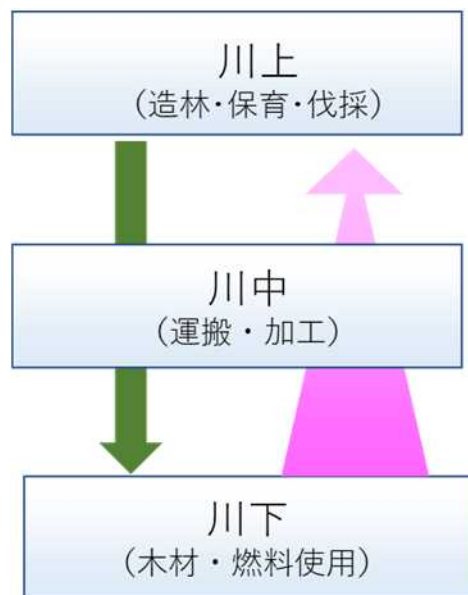 川上
（造林･保育･伐採）
川中
（運搬・加工）
川下
（木材・燃料使用）